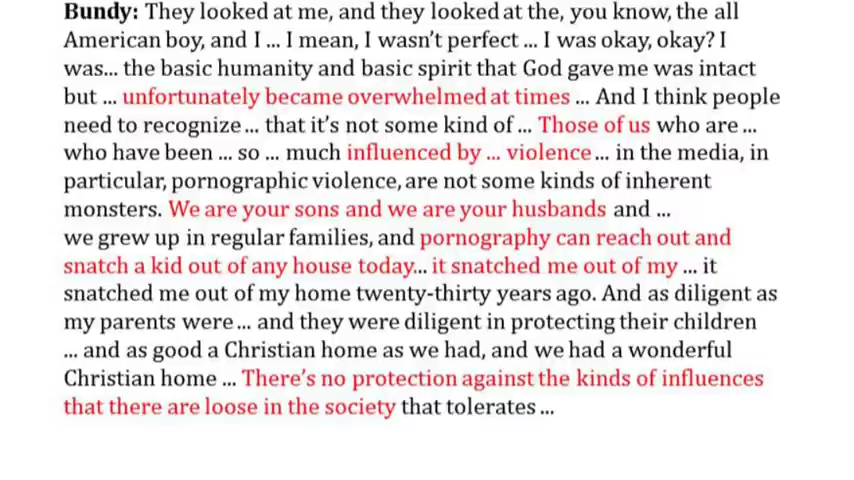 Bundy: They looked at me, and they looked at the, you know, the all
American boy, and I ... I mean, I wasn't perfect ... I was okay, okay? I
was... the basic humanity and basic spirit that God gave me was intact
but ... unfortunately became overwhelmed at times ... And I think people
need to recognize ... that it's not some kind of ... Those of us who are ...
who have been ... so ... much influenced by ... violence ... in the media, in
particular, pornographic violence, are not some kinds of inherent
monsters. We are your sons and we are your husbands and ...
we grew up in regular families, and pornography can reach out and
snatch a kid out of any house today... it snatched me out of my ... it
snatched me out of my home twenty-thirty years ago. And as diligent as
my parents were ... and they were diligent in protecting their children
... and as good a Christian home as we had, and we had a wonderful
Christian home ... There's no protection against the kinds of influences
that there are loose in the society that tolerates ...